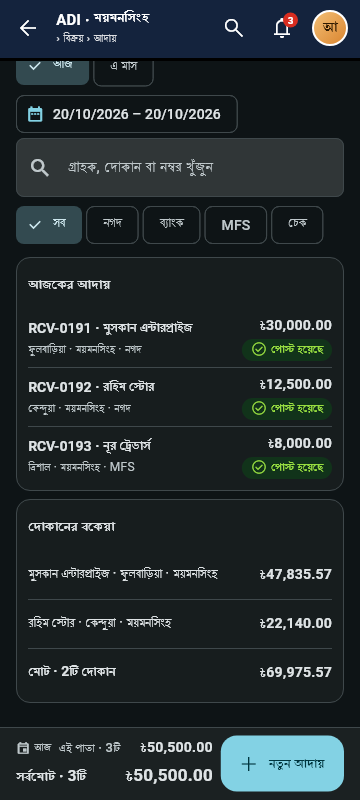 ADI · ময়মনসিংহ
› বিক্রয় › আদায়
3
আ
আজ
এ মাস
20/10/2026 – 20/10/2026
গ্রাহক, দোকান বা নম্বর খুঁজুন
সব
নগদ
ব্যাংক
MFS
চেক
আজকের আদায়
RCV-0191 · মুসকান এন্টারপ্রাইজ
৳30,000.00
ফুলবাড়িয়া · ময়মনসিংহ · নগদ
পোস্ট হয়েছে
RCV-0192 · রহিম স্টোর
৳12,500.00
কেন্দুয়া · ময়মনসিংহ · নগদ
পোস্ট হয়েছে
RCV-0193 · নূর ট্রেডার্স
৳8,000.00
ত্রিশাল · ময়মনসিংহ · MFS
পোস্ট হয়েছে
দোকানের বকেয়া
মুসকান এন্টারপ্রাইজ · ফুলবাড়িয়া · ময়মনসিংহ
৳47,835.57
রহিম স্টোর · কেন্দুয়া · ময়মনসিংহ
৳22,140.00
মোট · 2টি দোকান
৳69,975.57
আজ এই পাতা · 3টি ৳50,500.00
সর্বমোট · 3টি ৳50,500.00
নতুন আদায়